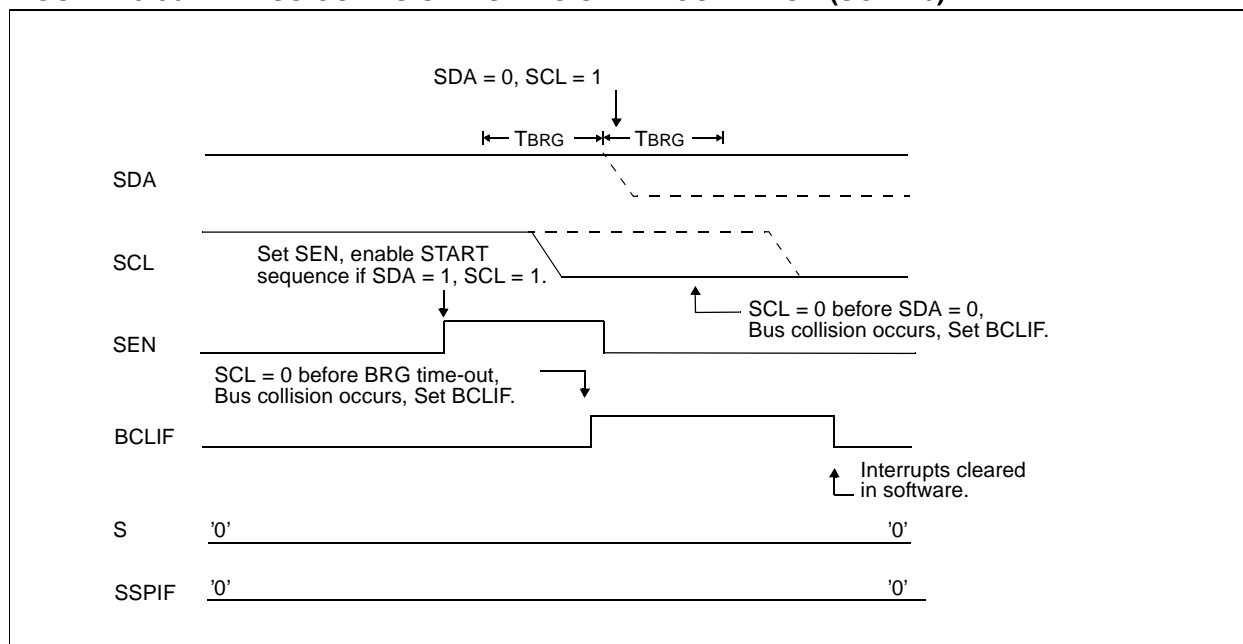 SDA = 0, SCL = 1
TBRG TBRG
SDA
SCL
Set SEN, enable START
sequence if SDA = 1, SCL = 1.
SCL = 0 before SDA = 0,
Bus collision occurs, Set BCLIF.
SEN
SCL = 0 before BRG time-out,
Bus collision occurs, Set BCLIF.
BCLIF
Interrupts cleared
in software.
S '0' '0'
SSPIF '0' '0'